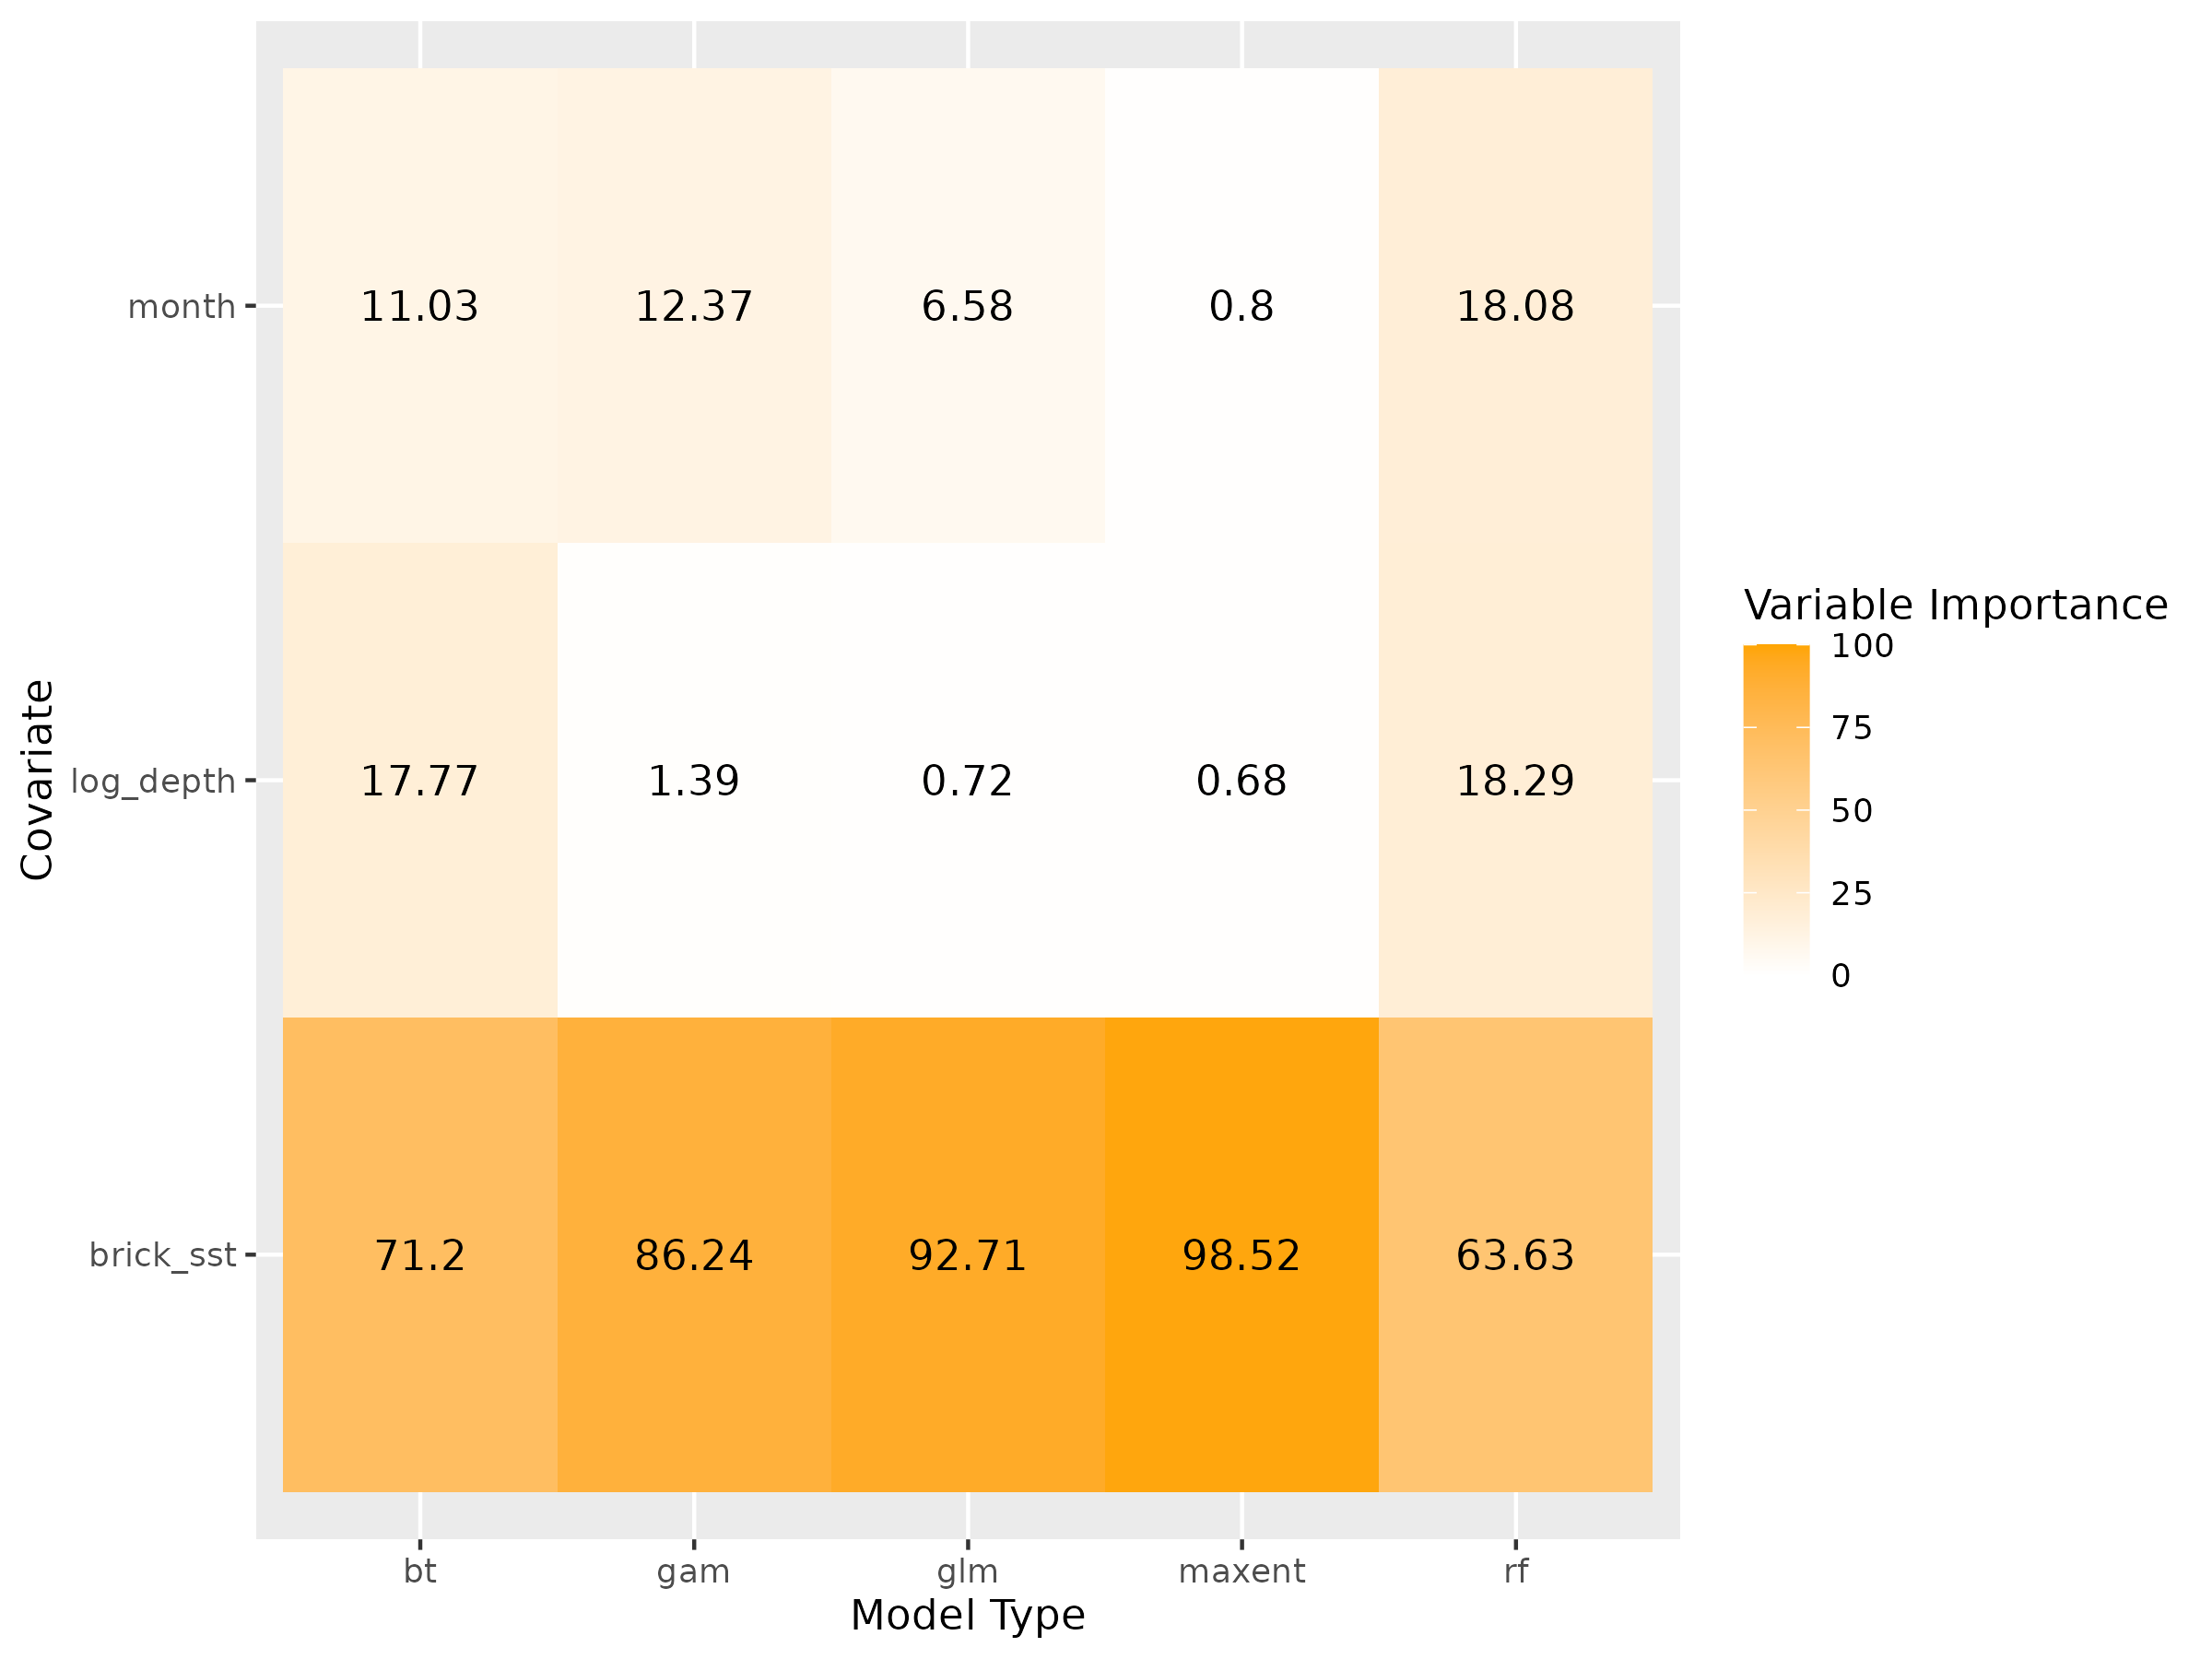 month
11.03 12.37 6.58 0.8 18.08
log_depth
17.77 1.39 0.72 0.68 18.29
brick_sst
71.2 86.24 92.71 98.52 63.63
bt gam glm maxent rf
Model Type
Covariate
Variable Importance
100
75
50
25
0